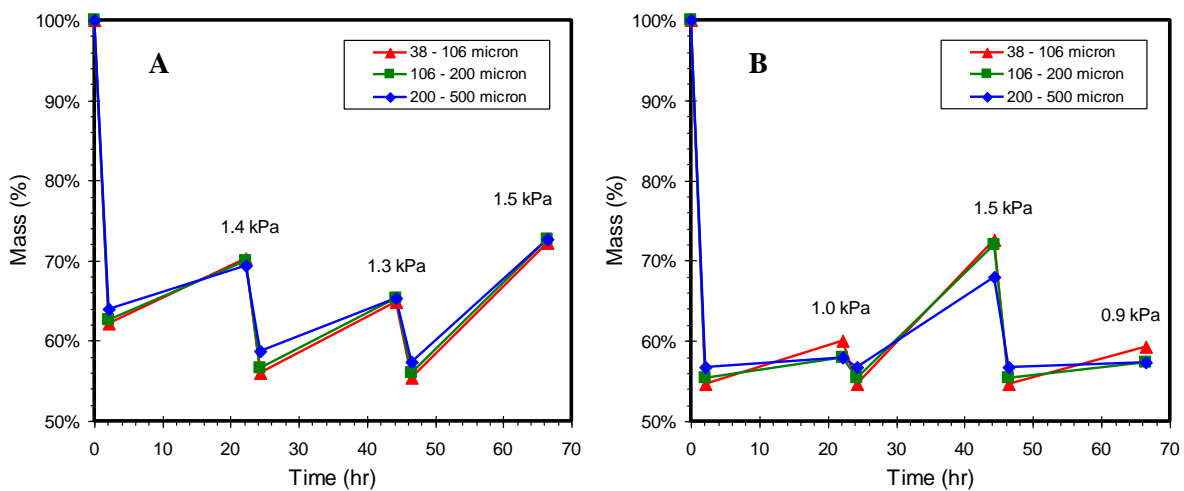 A
38 - 106 micron
106 - 200 micron
200 - 500 micron
1.4 kPa
1.3 kPa
1.5 kPa
Mass (%)
100%
90%
80%
70%
60%
50%
0
10
20
30
40
50
60
70
Time (hr)
B
38 - 106 micron
106 - 200 micron
200 - 500 micron
1.0 kPa
1.5 kPa
0.9 kPa
Mass (%)
100%
90%
80%
70%
60%
50%
0
10
20
30
40
50
60
70
Time (hr)